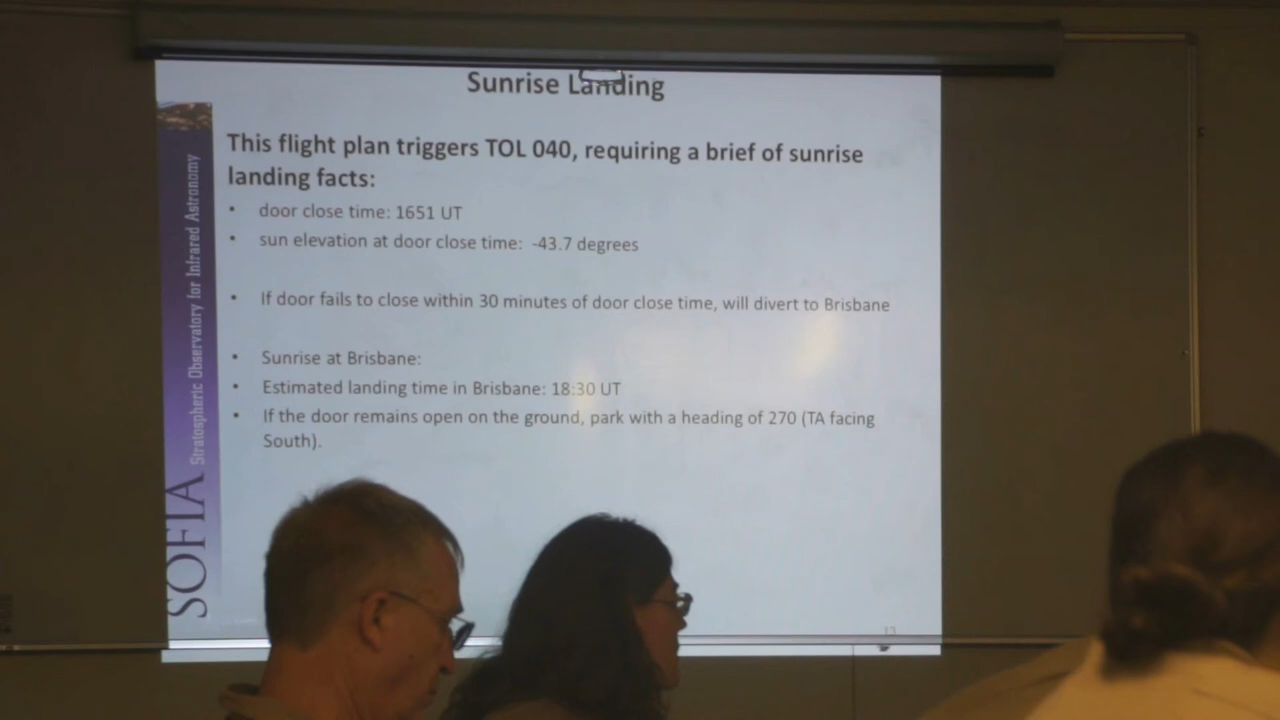 Sunrise Landing
This flight plan triggers TOL 040, requiring a brief of sunrise
landing facts:
• door close time: 1651 UT
• sun elevation at door close time: -43.7 degrees
• If door fails to close within 30 minutes of door close time, will divert to Brisbane
• Sunrise at Brisbane:
• Estimated landing time in Brisbane: 18:30 UT
• If the door remains open on the ground, park with a heading of 270 (TA facing
South).
SOFIA
Stratospheric Observatory for Infrared Astronomy
13